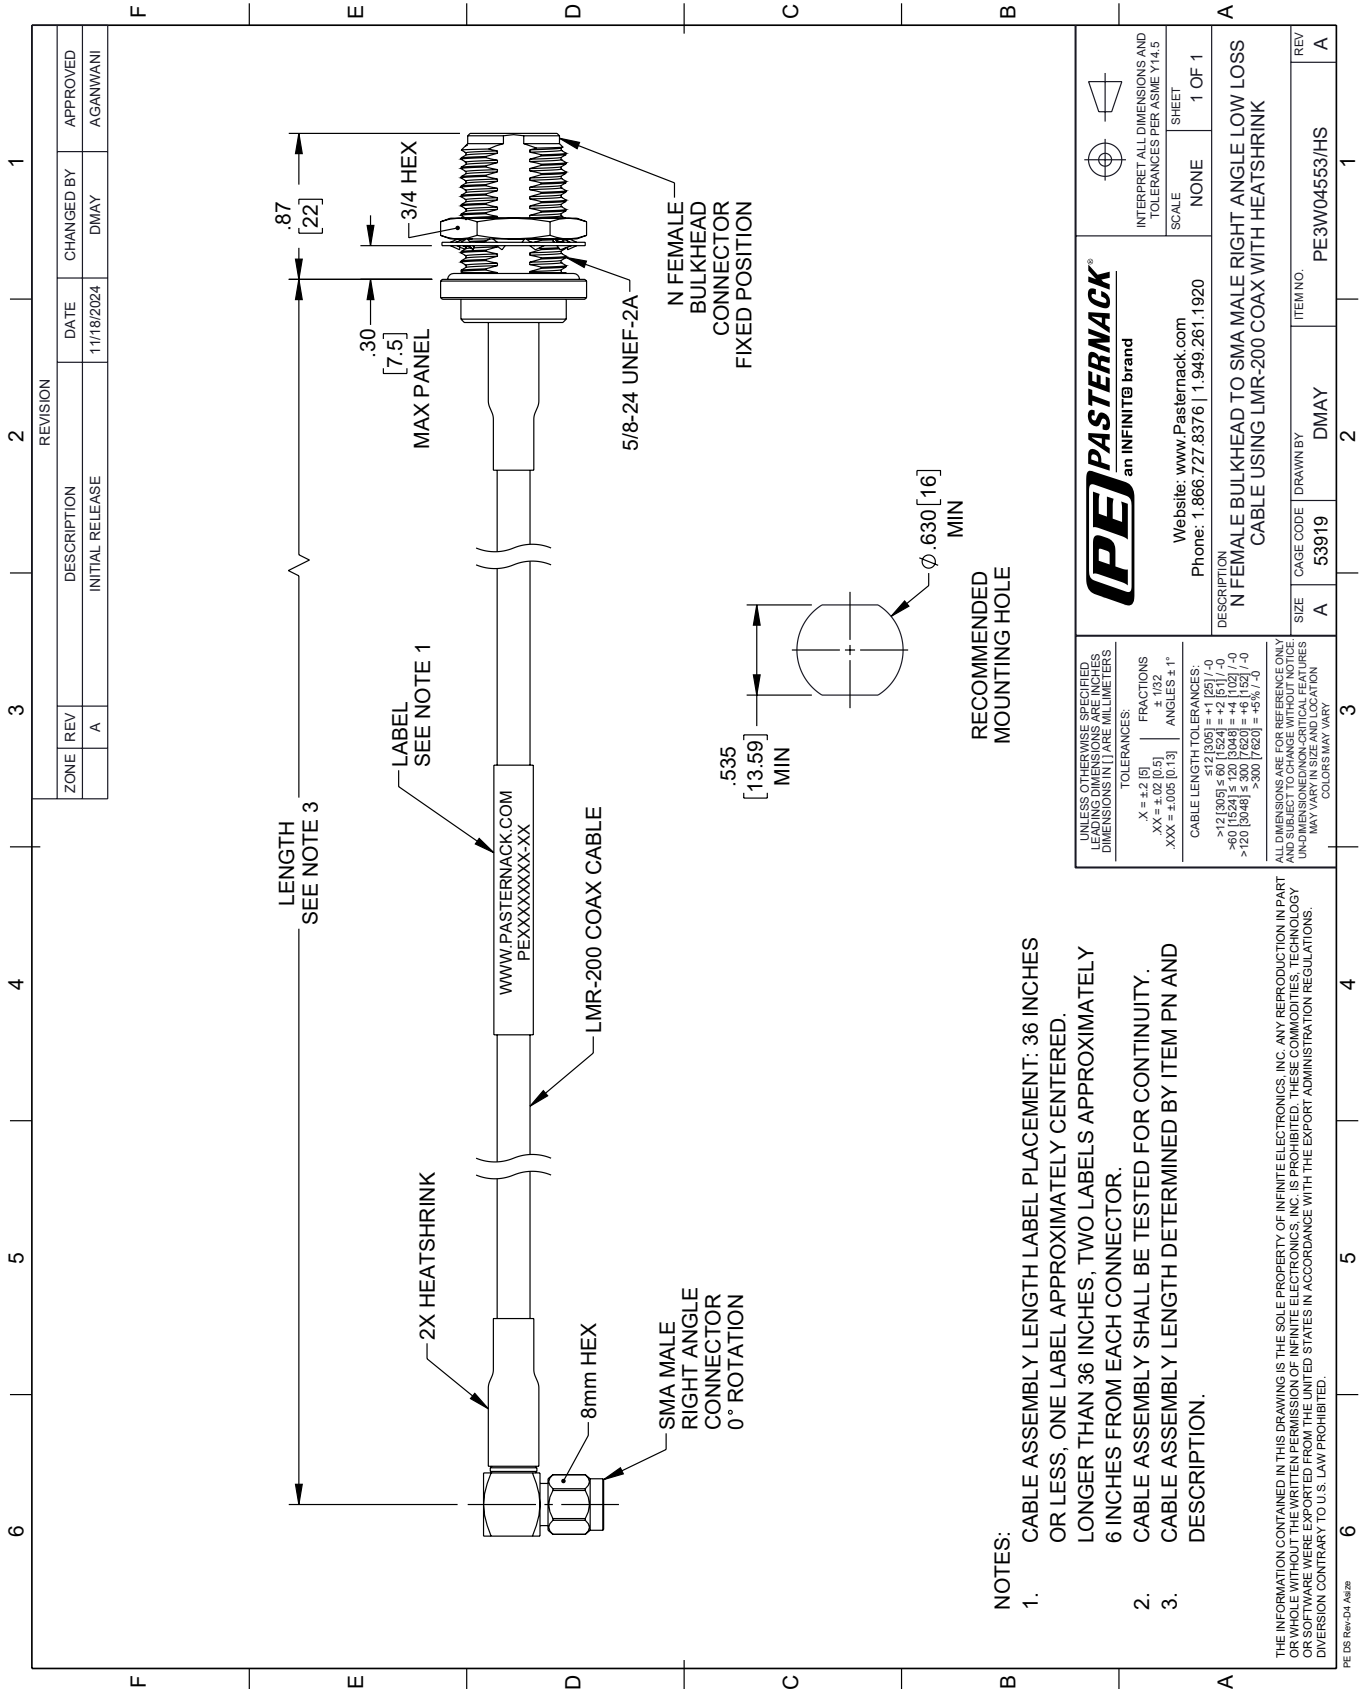 REVISION
ZONE REV DESCRIPTION DATE CHANGED BY APPROVED
A INITIAL RELEASE 11/18/2024 DMAY AGANWANI
6 5 4 3 2 1
F
E
D
C
B
A
LENGTH
SEE NOTE 3
.87
[22]
.30
[7.5]
MAX PANEL
3/4 HEX
2X HEATSHRINK
LABEL
SEE NOTE 1
WWW.PASTERNACK.COM
PEXXXXXXXX-XX
8mm HEX
SMA MALE
RIGHT ANGLE
CONNECTOR
0° ROTATION
LMR-200 COAX CABLE
5/8-24 UNEF-2A
N FEMALE
BULKHEAD
CONNECTOR
FIXED POSITION
.535
[13.59]
MIN
∅.630 [16]
MIN
RECOMMENDED
MOUNTING HOLE
NOTES:
1. CABLE ASSEMBLY LENGTH LABEL PLACEMENT: 36 INCHES
OR LESS, ONE LABEL APPROXIMATELY CENTERED.
LONGER THAN 36 INCHES, TWO LABELS APPROXIMATELY
6 INCHES FROM EACH CONNECTOR.
2. CABLE ASSEMBLY SHALL BE TESTED FOR CONTINUITY.
3. CABLE ASSEMBLY LENGTH DETERMINED BY ITEM PN AND
DESCRIPTION.
THE INFORMATION CONTAINED IN THIS DRAWING IS THE SOLE PROPERTY OF INFINITE ELECTRONICS, INC. ANY REPRODUCTION IN PART
OR WHOLE WITHOUT THE WRITTEN PERMISSION OF INFINITE ELECTRONICS, INC. IS PROHIBITED. THESE COMMODITIES, TECHNOLOGY
OR SOFTWARE WERE EXPORTED FROM THE UNITED STATES IN ACCORDANCE WITH THE EXPORT ADMINISTRATION REGULATIONS.
DIVERSION CONTRARY TO U.S. LAW PROHIBITED.
UNLESS OTHERWISE SPECIFIED
LEADING DIMENSIONS ARE INCHES
DIMENSIONS IN [ ] ARE MILLIMETERS
TOLERANCES:
.X = ±.2 [5] FRACTIONS
.XX = ±.02 [0.5] ± 1/32
.XXX = ±.005 [0.13] ANGLES ± 1°
CABLE LENGTH TOLERANCES:
≤12 [305] = +1 [25] / -0
>12 [305] ≤ 60 [1524] = +2 [51] / -0
>60 [1524] ≤ 120 [3048] = +4 [102] / -0
>120 [3048] ≤ 300 [7620] = +6 [152] / -0
>300 [7620] = +5% / -0
ALL DIMENSIONS ARE FOR REFERENCE ONLY
AND SUBJECT TO CHANGE WITHOUT NOTICE.
UN-DIMENSIONED/NON-CRITICAL FEATURES
MAY VARY IN SIZE AND LOCATION
COLORS MAY VARY
PE PASTERNACK®
an INFINIT@ brand
Website: www.Pasternack.com
Phone: 1.866.727.8376 | 1.949.261.1920
INTERPRET ALL DIMENSIONS AND
TOLERANCES PER ASME Y14.5
SCALE SHEET
NONE 1 OF 1
DESCRIPTION
N FEMALE BULKHEAD TO SMA MALE RIGHT ANGLE LOW LOSS
CABLE USING LMR-200 COAX WITH HEATSHRINK
SIZE CAGE CODE DRAWN BY ITEM NO. REV
A 53919 DMAY PE3W04553/HS A
F
E
D
C
B
A
6 5 4 3 2 1
PE DS Rev-D4 Asize